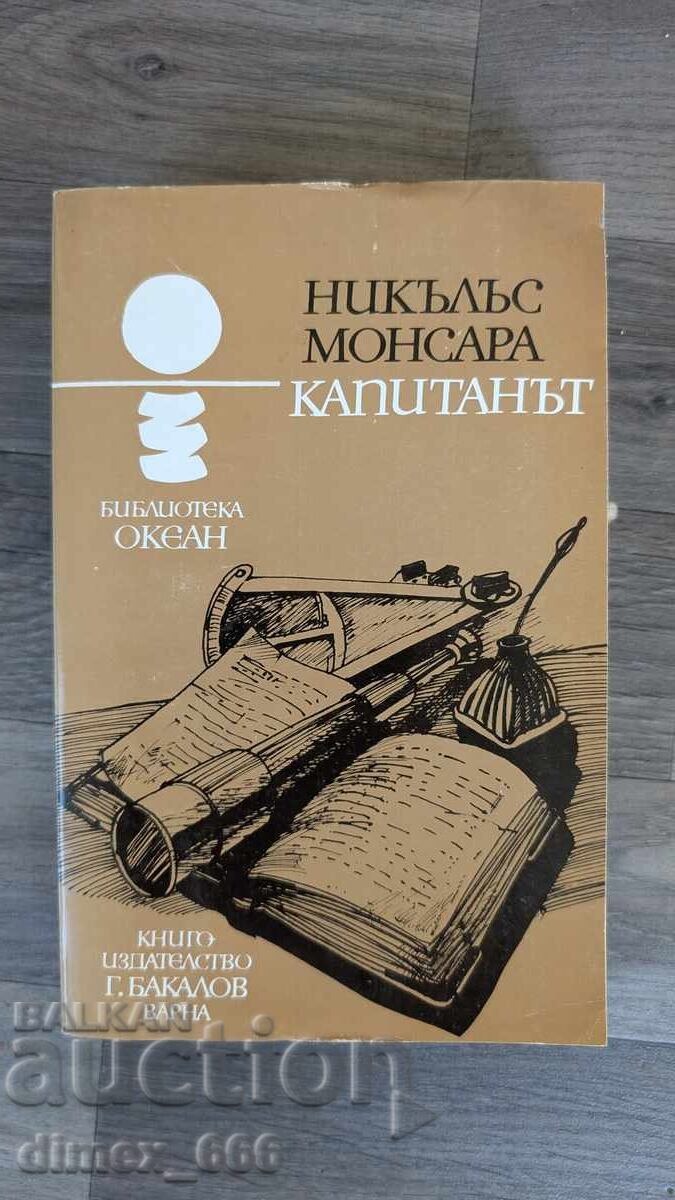 НИКЪЛЪС
МОНСАРА
КАПИТАНЪТ
БИБЛИОТЕКА
ОКЕАН
КНИГО-
ИЗДАТЕЛСТВО
Г. БАКАЛОВ
ВАРНА
BALKAN
auction
dimex_666